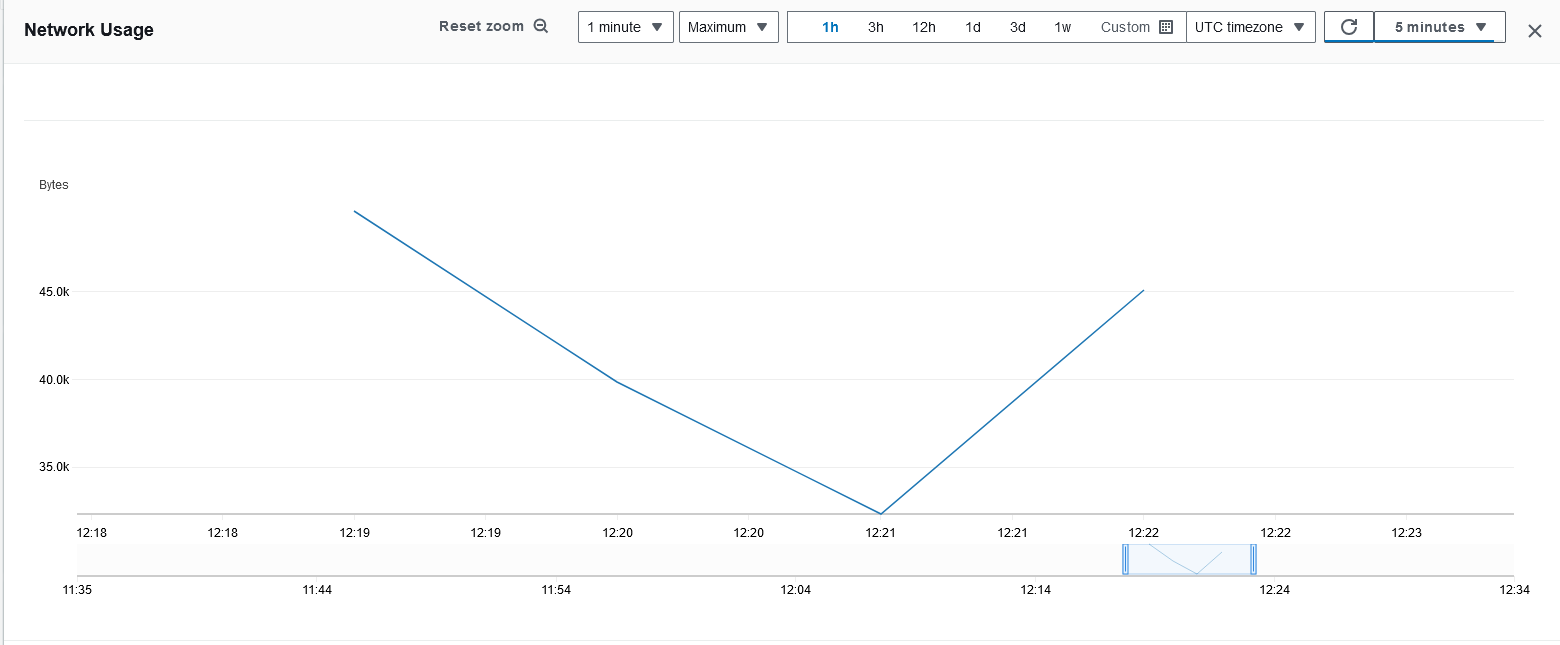 Network Usage
Reset zoom
1 minute
Maximum
1h 3h 12h 1d 3d 1w Custom
UTC timezone
5 minutes
Bytes
45.0k
40.0k
35.0k
12:18 12:18 12:19 12:19 12:20 12:20 12:21 12:21 12:22 12:22 12:23
11:35 11:44 11:54 12:04 12:14 12:24 12:34